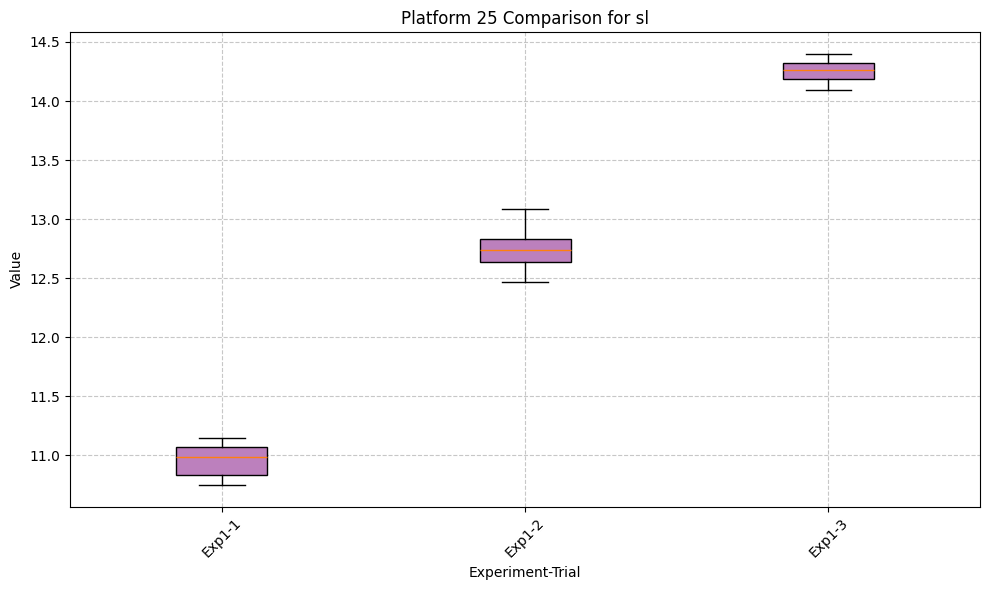 Platform 25 Comparison for sl
14.5
14.0
13.5
13.0
12.5
12.0
11.5
11.0
Value
Exp1-1
Exp1-2
Exp1-3
Experiment-Trial